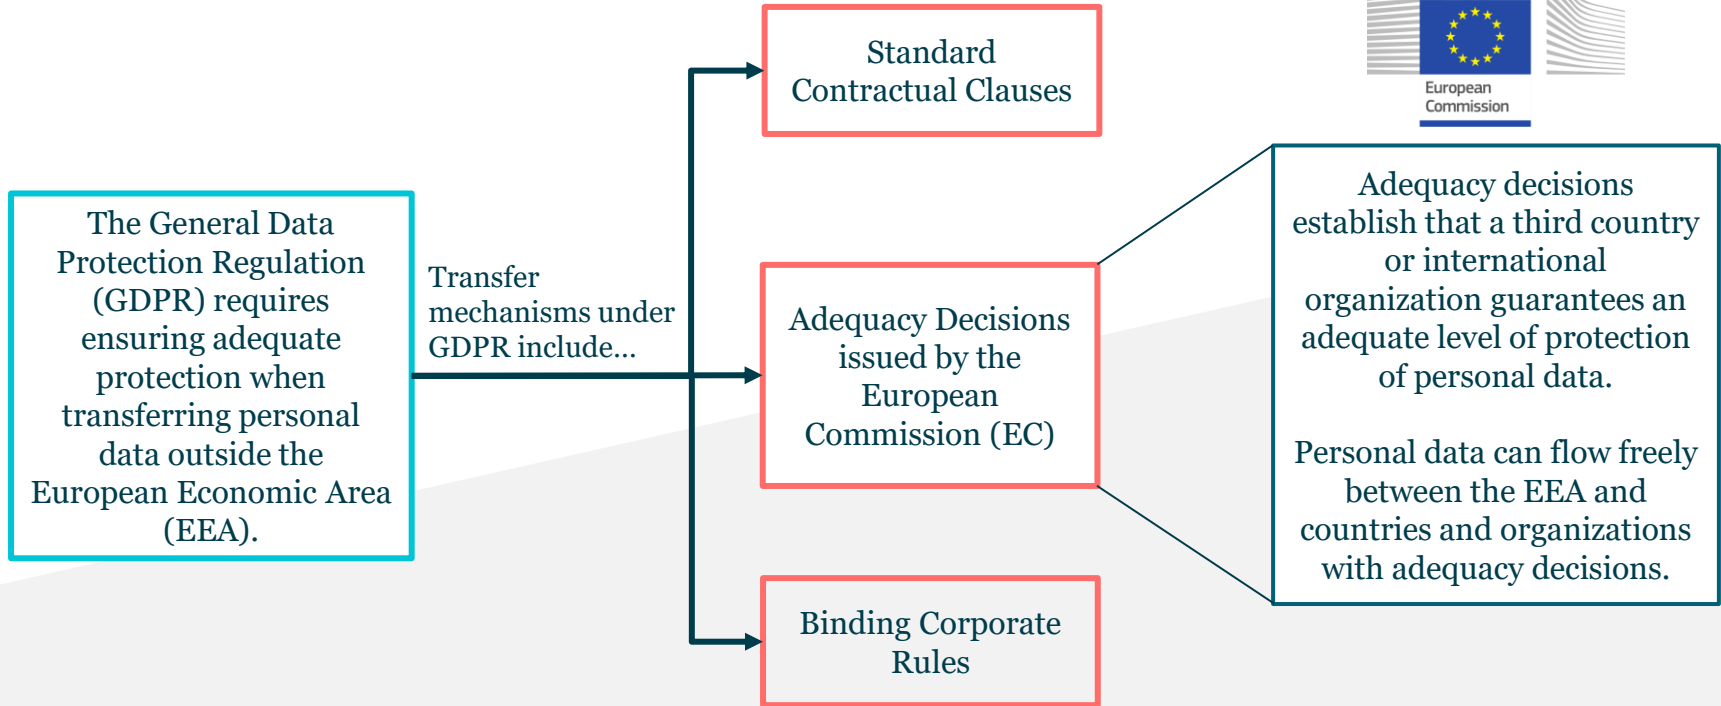 The General Data
Protection Regulation
(GDPR) requires
ensuring adequate
protection when
transferring personal
data outside the
European Economic Area
(EEA).
Transfer
mechanisms under
GDPR include...
Standard
Contractual Clauses
Adequacy Decisions
issued by the
European
Commission (EC)
Binding Corporate
Rules
European
Commission
Adequacy decisions
establish that a third country
or international
organization guarantees an
adequate level of protection
of personal data.
Personal data can flow freely
between the EEA and
countries and organizations
with adequacy decisions.